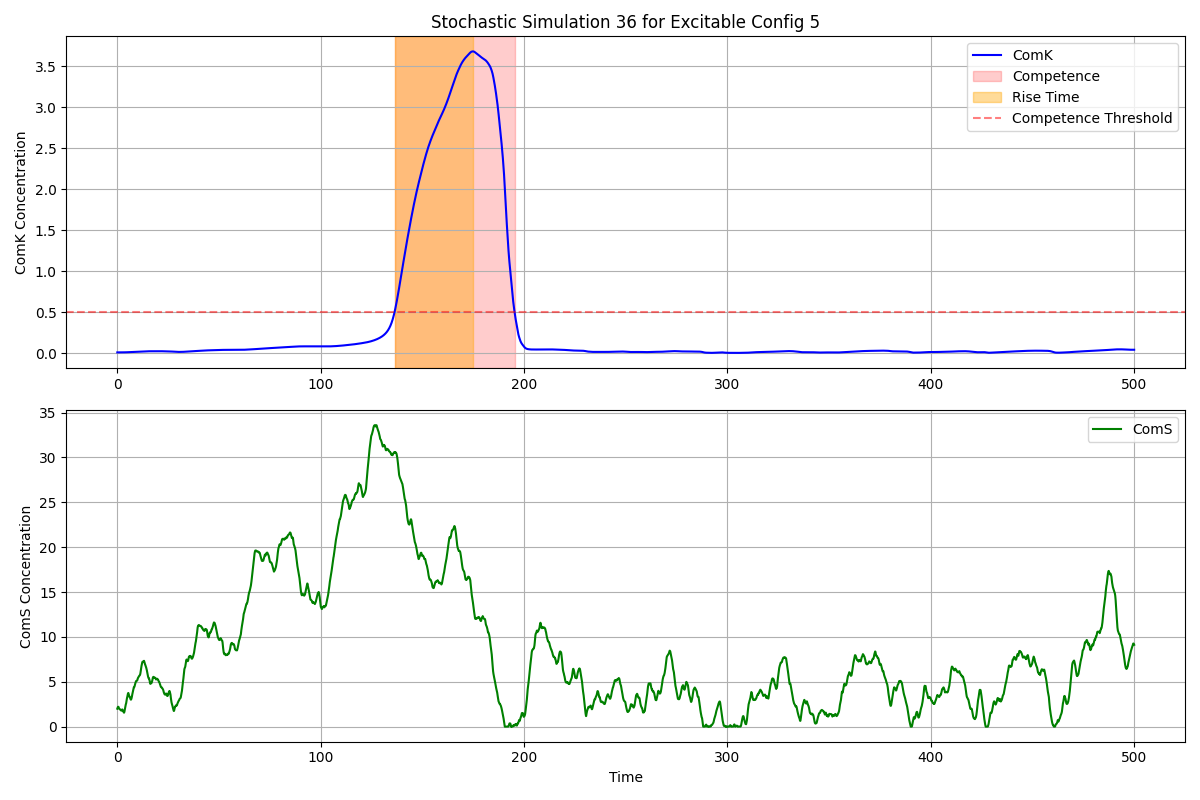 Stochastic Simulation 36 for Excitable Config 5
ComK Concentration
3.5
3.0
2.5
2.0
1.5
1.0
0.5
0.0
ComK
Competence
Rise Time
Competence Threshold
0 100 200 300 400 500
ComS Concentration
35
30
25
20
15
10
5
0
ComS
0 100 200 300 400 500
Time